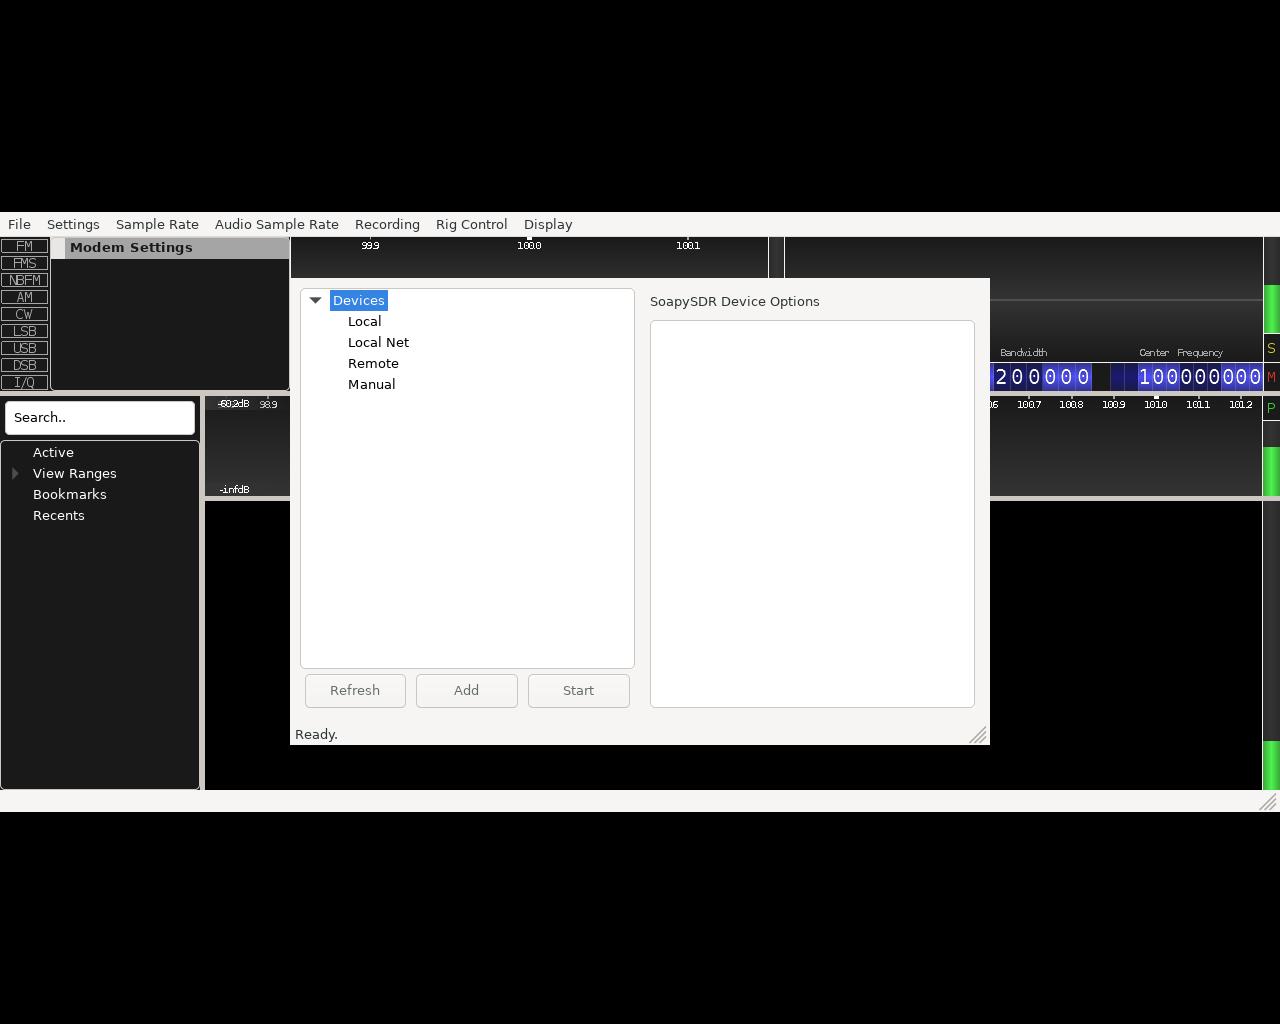 File Settings Sample Rate Audio Sample Rate Recording Rig Control Display
FM
FMS
NBFM
AM
CW
LSB
USB
DSB
I/Q
Modem Settings
99.9 100.0 100.1
Devices
Local
Local Net
Remote
Manual
Refresh Add Start
Ready.
SoapySDR Device Options
Bandwidth Center Frequency
200000 100000000
S
M
P
Search..
Active
View Ranges
Bookmarks
Recents
-60.2dB 98.9
100.7 100.8 100.9 101.0 101.1 101.2
-infdB